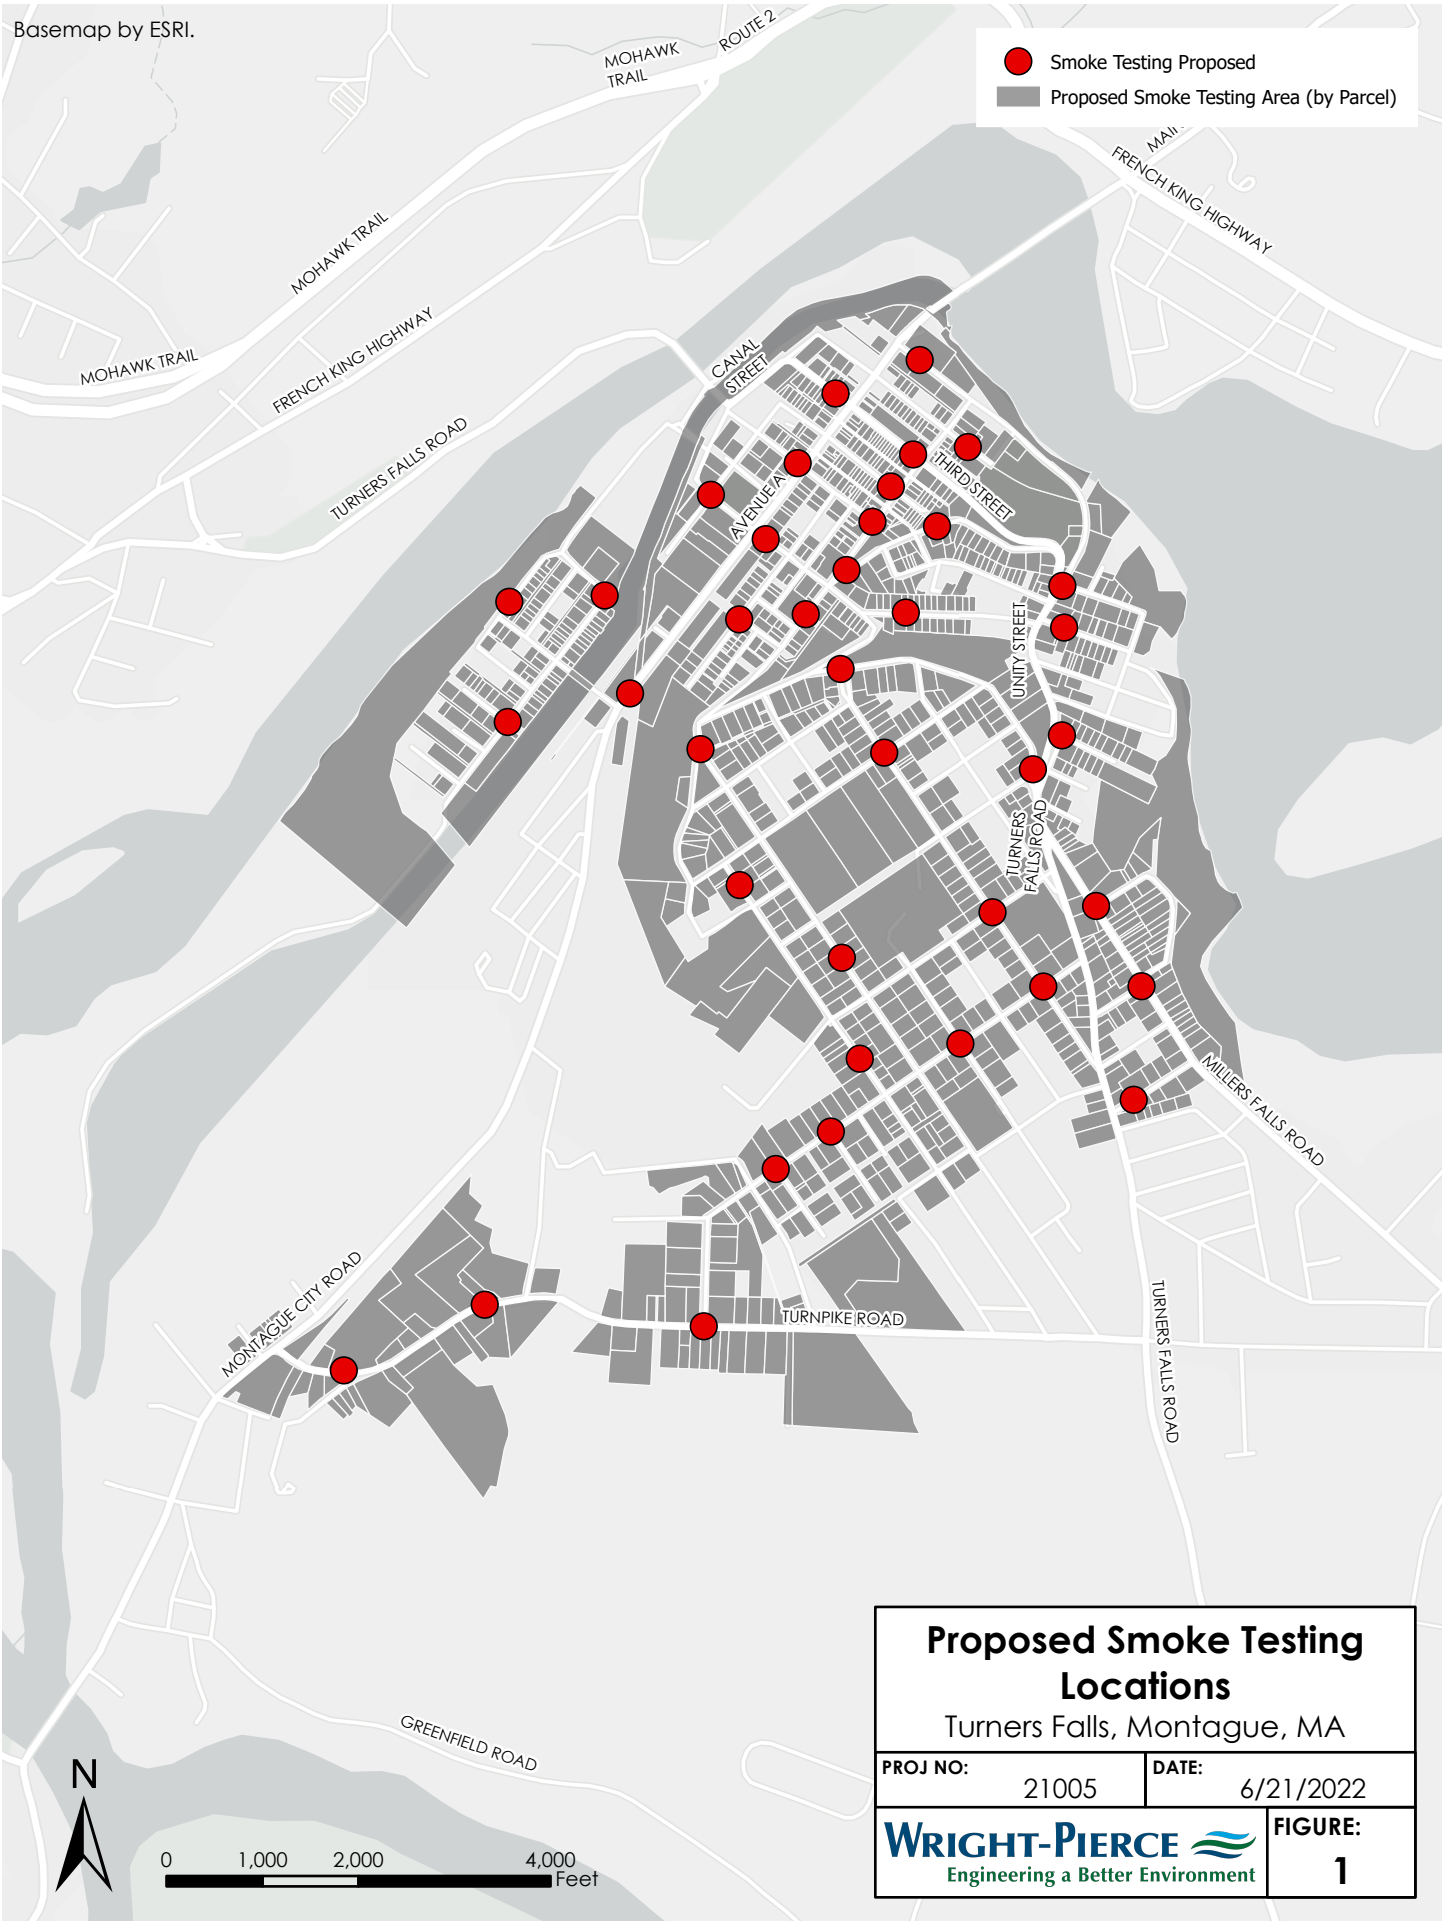 Basemap by ESRI.
MOHAWK
TRAIL
ROUTE 2
Smoke Testing Proposed
Proposed Smoke Testing Area (by Parcel)
FRENCH KING HIGHWAY
MOHAWK TRAIL
MOHAWK TRAIL
FRENCH KING HIGHWAY
CANAL
STREET
TURNERS FALLS ROAD
AVENUE A
THIRD STREET
UNITY STREET
TURNERS
FALLS ROAD
MILLERS FALLS ROAD
MONTAGUE CITY ROAD
TURNPIKE ROAD
TURNERS FALLS ROAD
GREENFIELD ROAD
N
0 1,000 2,000 4,000
Feet
Proposed Smoke Testing
Locations
Turners Falls, Montague, MA
PROJ NO: 21005
DATE: 6/21/2022
WRIGHT-PIERCE
Engineering a Better Environment
FIGURE:
1